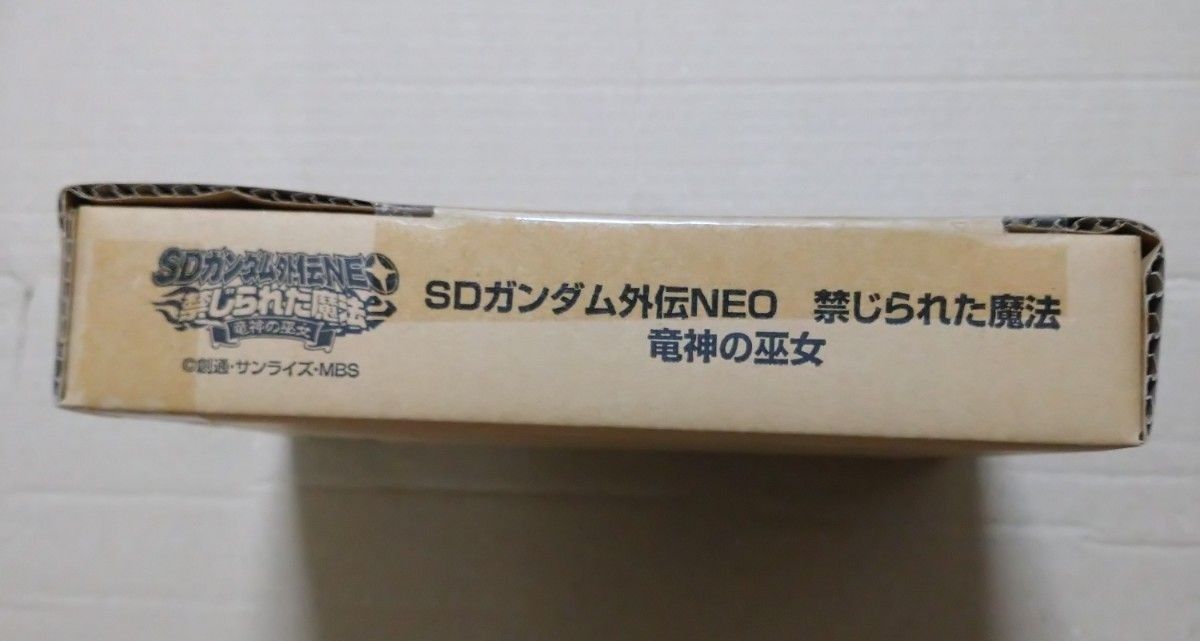 SDガンダム外伝NEO
禁じられた魔法
竜神の巫女
©創通・サンライズ・MBS
SDガンダム外伝NEO　禁じられた魔法
竜神の巫女